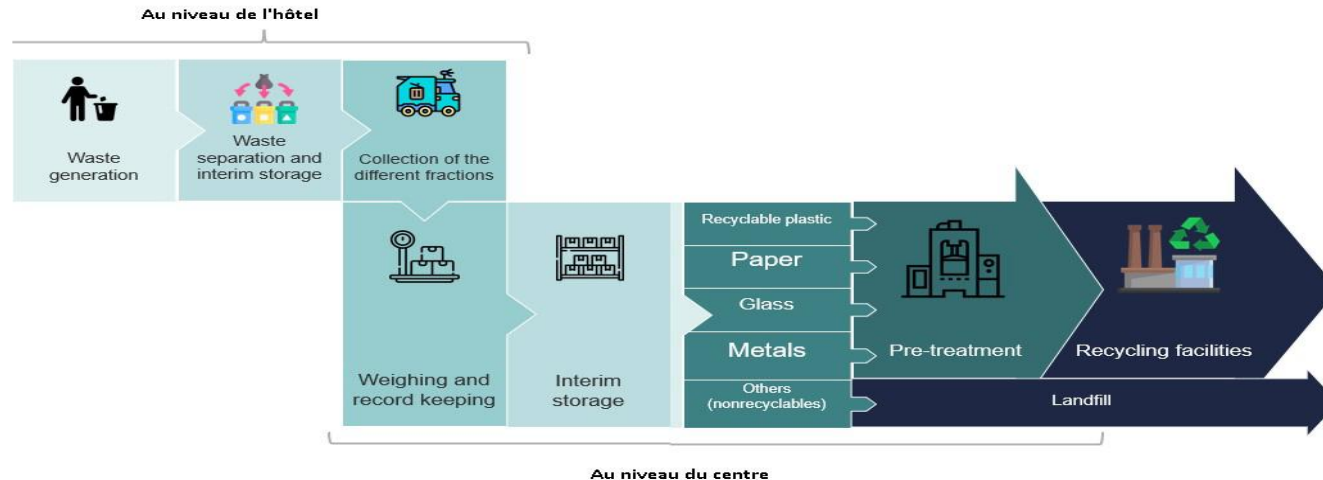 Au niveau de l'hôtel
Waste
generation
Waste
separation and
interim storage
Collection of the
different fractions
Weighing and
record keeping
Interim
storage
Recyclable plastic
Paper
Glass
Metals
Others
(nonrecyclables)
Pre-treatment
Recycling facilities
Landfill
Au niveau du centre